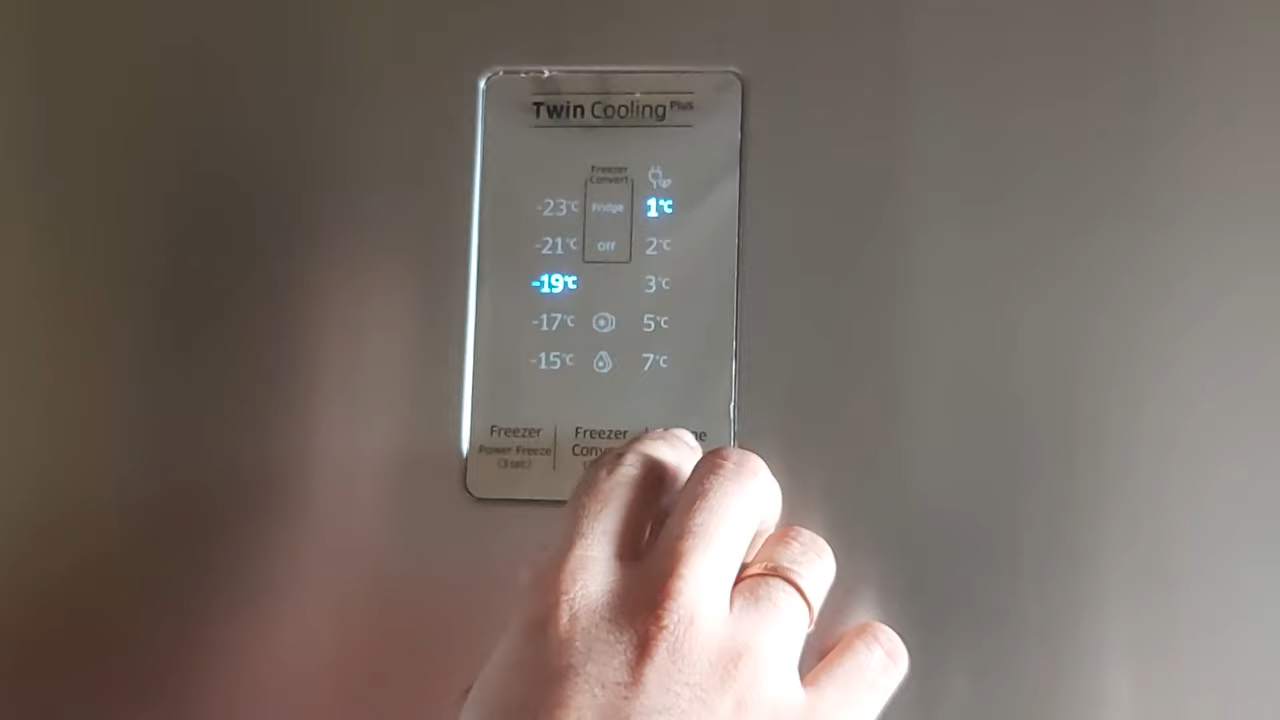 Twin Cooling Plus
Freezer
Convert
-23°C Fridge 1°C
-21°C Off 2°C
-19°C 3°C
-17°C 5°C
-15°C 7°C
Freezer Freezer
Power Freeze
(3 sec)